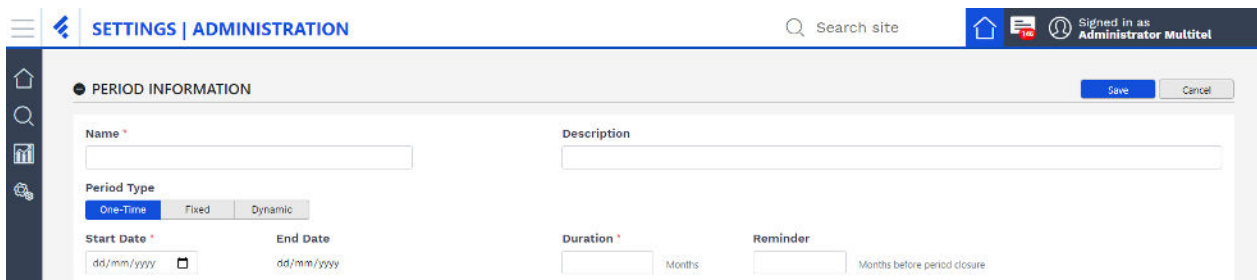 SETTINGS | ADMINISTRATION
Search site
146
Signed in as
Administrator Multitel
PERIOD INFORMATION
Save Cancel
Name * Description
Period Type
One-Time Fixed Dynamic
Start Date * End Date Duration * Reminder
dd/mm/yyyy dd/mm/yyyy Months Months before period closure